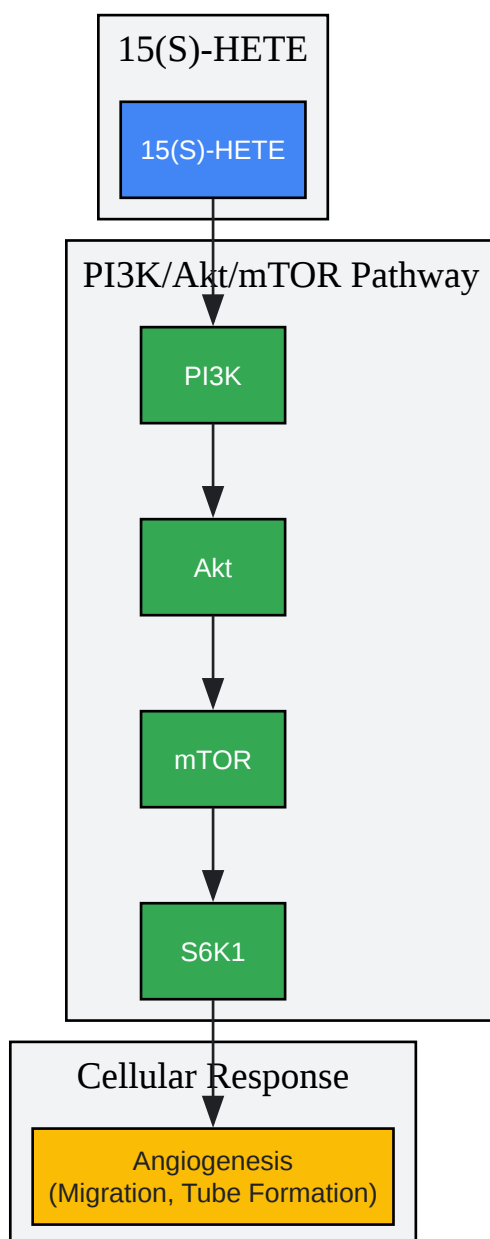 15(S)-HETE
15(S)-HETE
PI3K/Akt/mTOR Pathway
PI3K
Akt
mTOR
S6K1
Cellular Response
Angiogenesis
(Migration, Tube Formation)